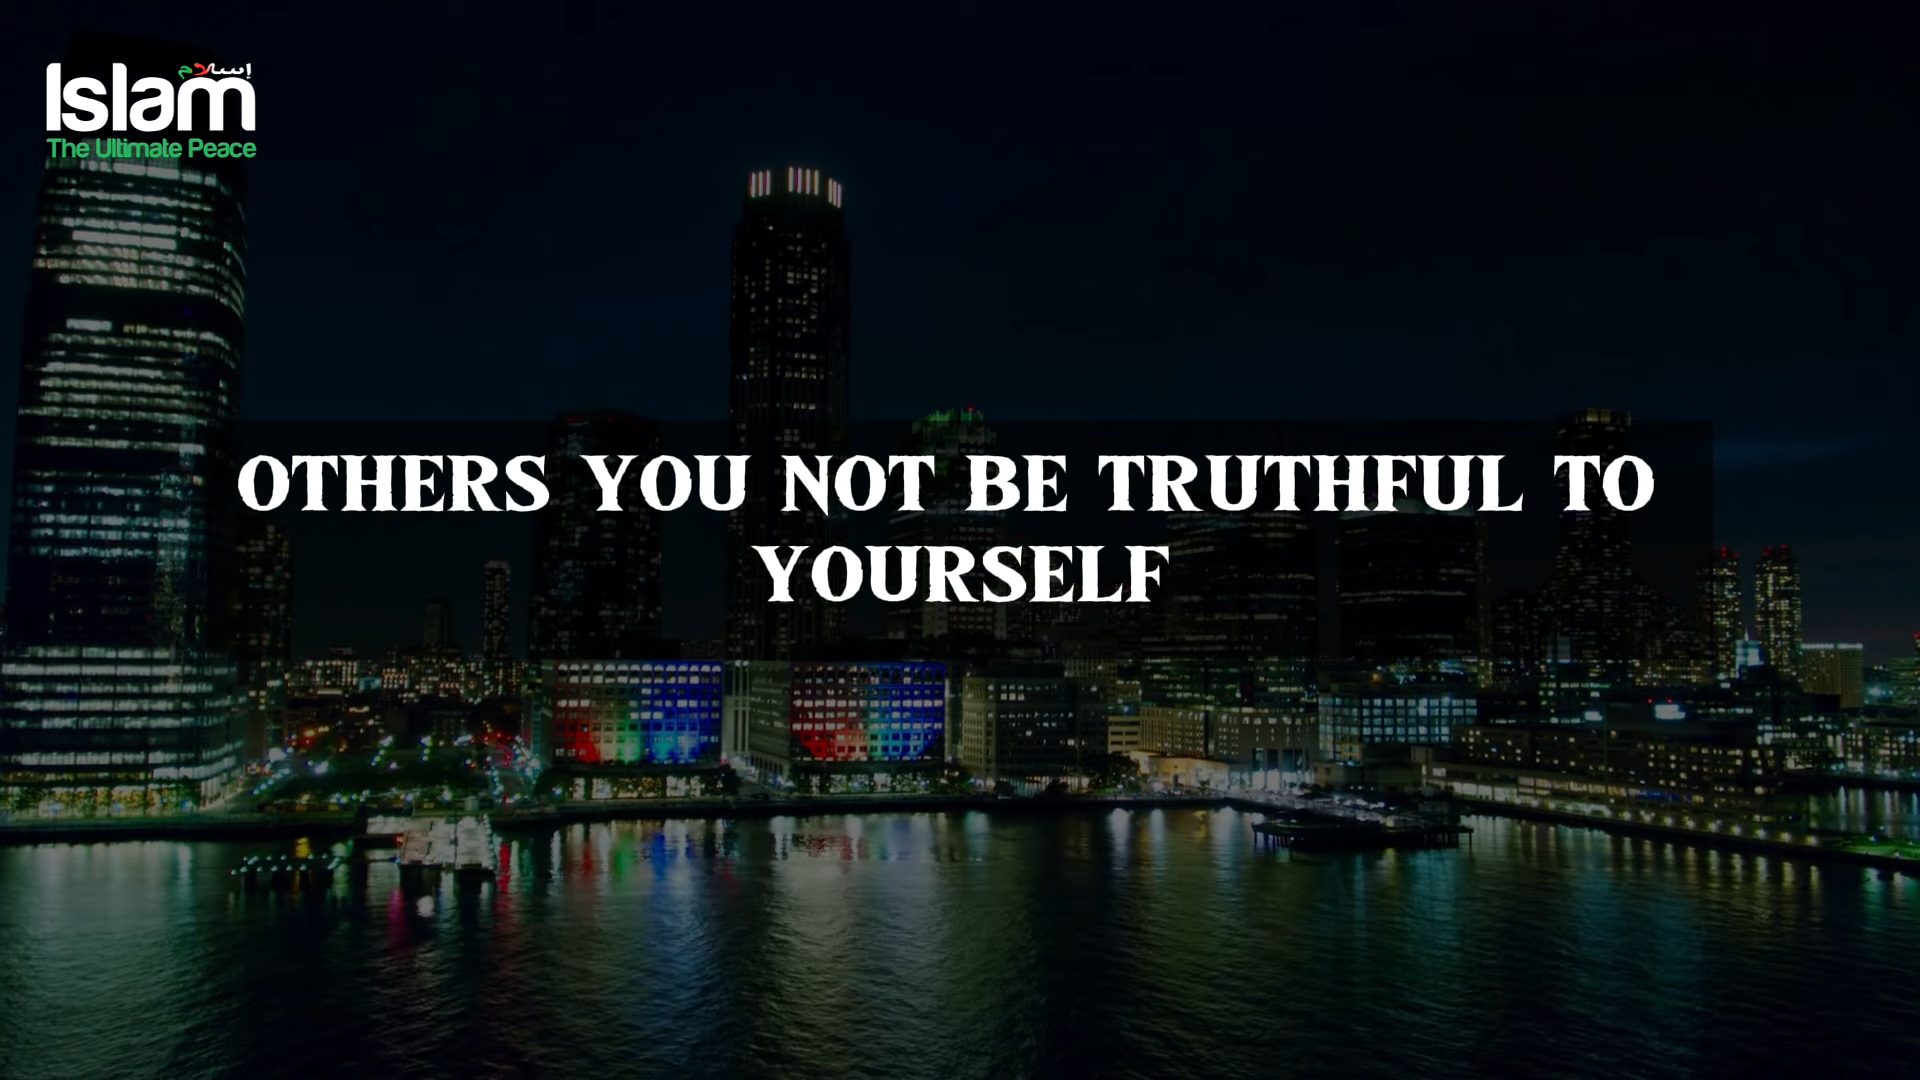 إسلام
Islam
The Ultimate Peace
OTHERS YOU NOT BE TRUTHFUL TO
YOURSELF